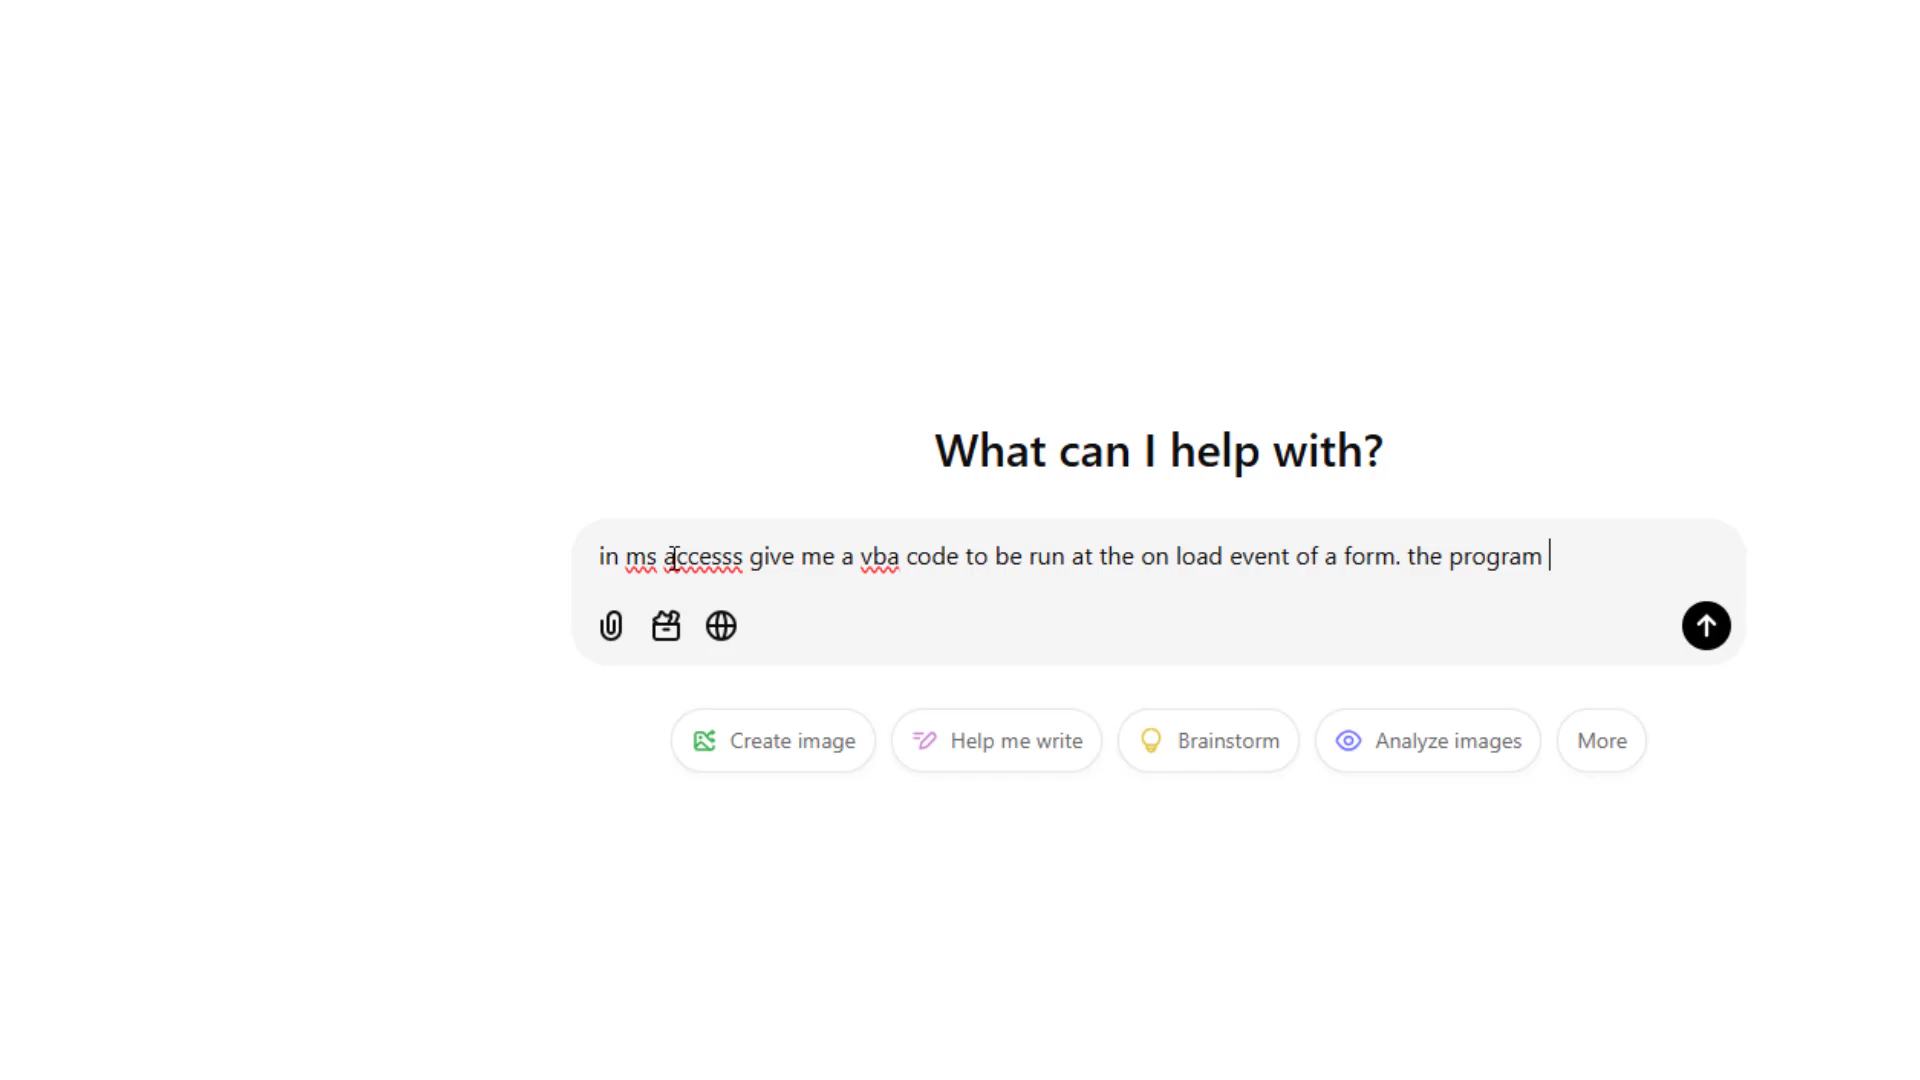 What can I help with?
in ms accesss give me a vba code to be run at the on load event of a form. the program
Create image
Help me write
Brainstorm
Analyze images
More